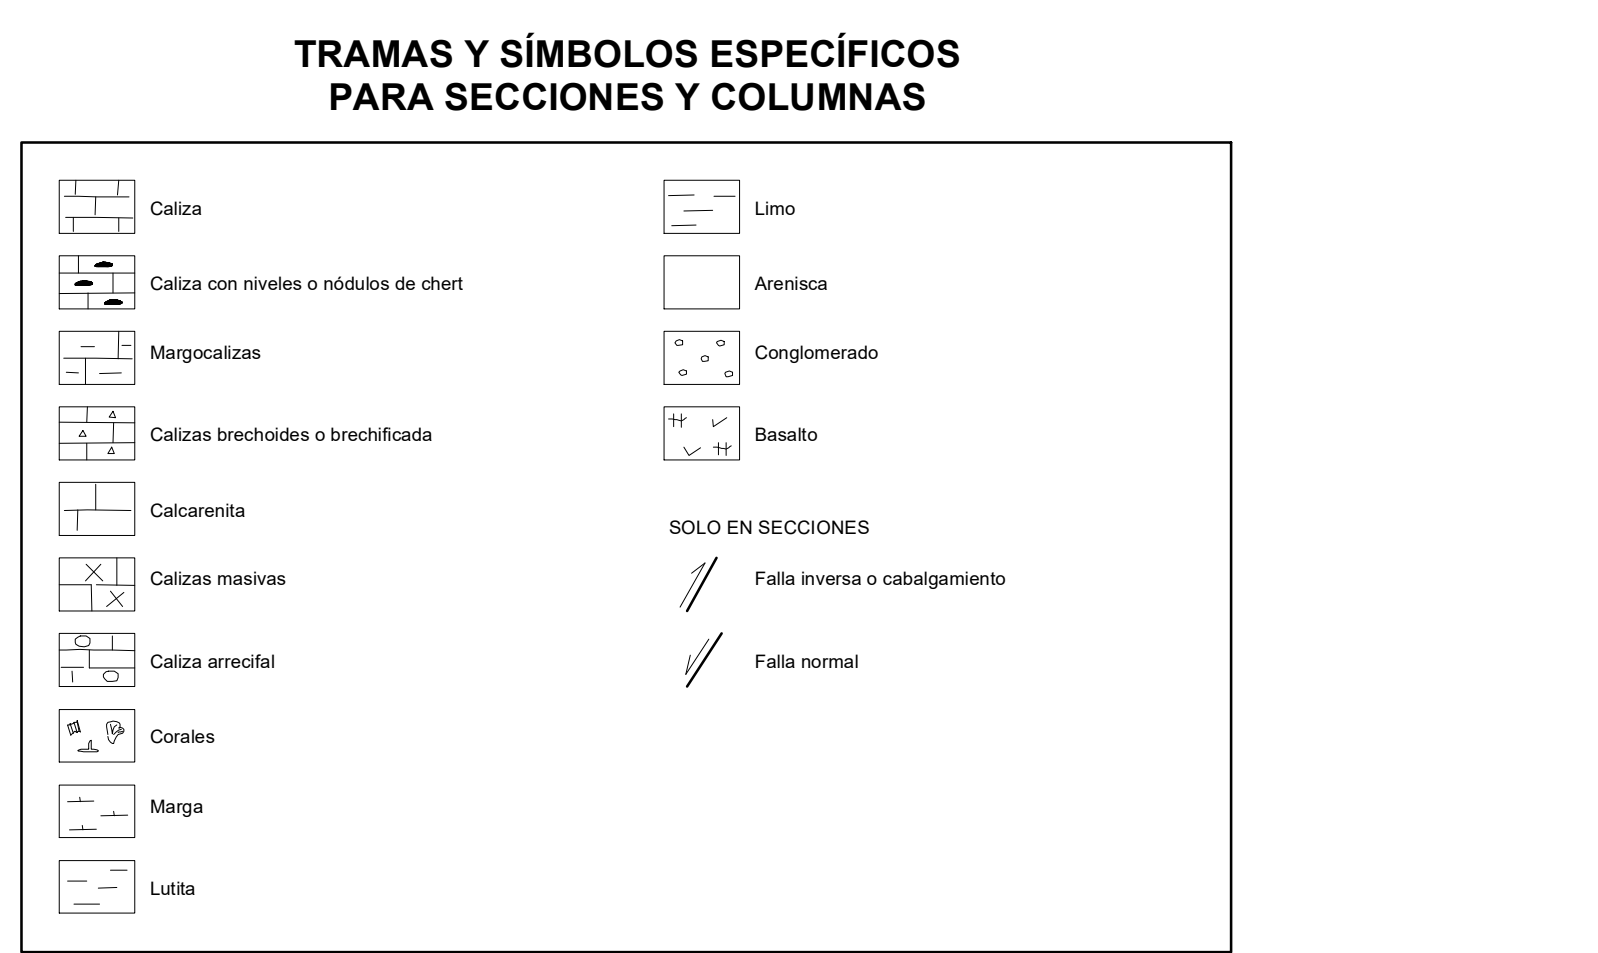 TRAMAS Y SÍMBOLOS ESPECÍFICOS
PARA SECCIONES Y COLUMNAS
Caliza
Caliza con niveles o nódulos de chert
Margocalizas
Calizas brechoides o brechificada
Calcarenita
Calizas masivas
Caliza arrecifal
Corales
Marga
Lutita
Limo
Arenisca
Conglomerado
Basalto
SOLO EN SECCIONES
Falla inversa o cabalgamiento
Falla normal